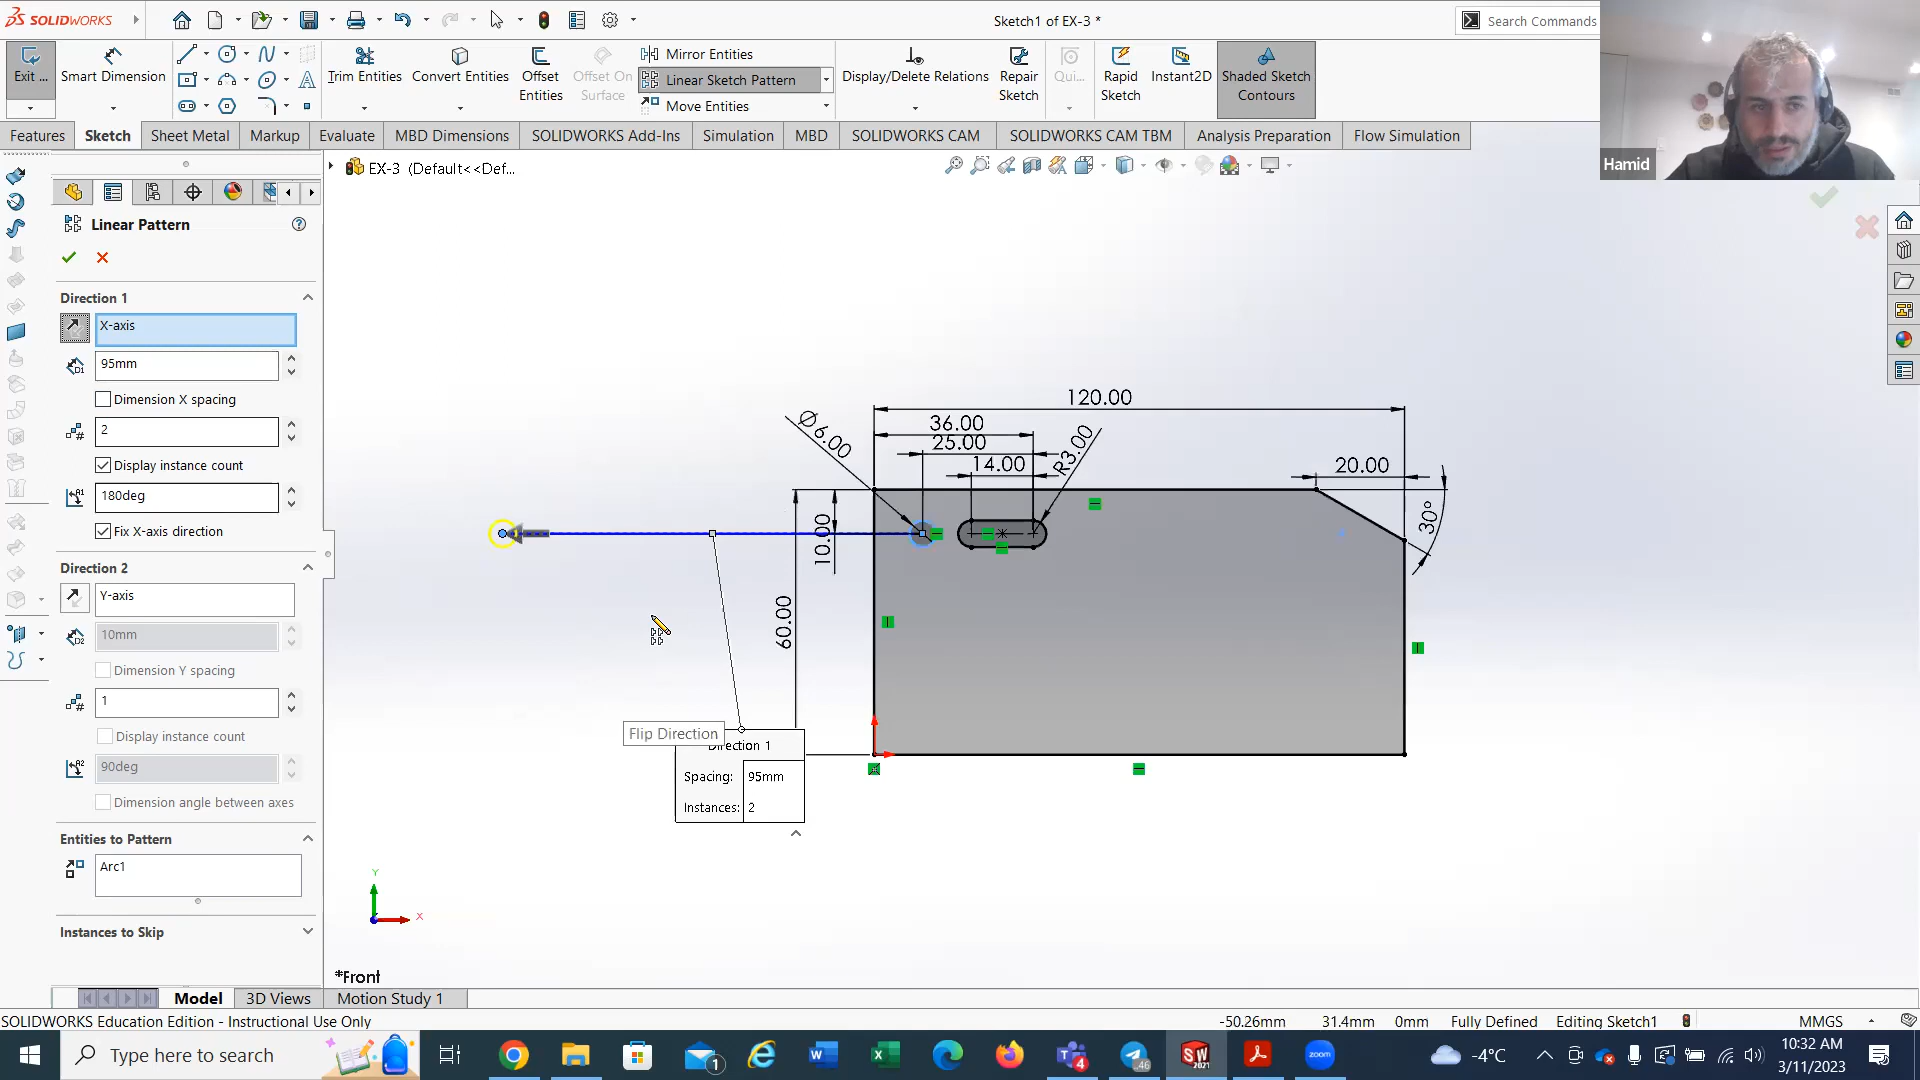 SOLIDWORKS
Sketch1 of EX-3 *
Search Commands
Exit ...
Smart Dimension
Trim Entities
Convert Entities
Offset
Entities
Offset On
Surface
Mirror Entities
Linear Sketch Pattern
Move Entities
Display/Delete Relations
Repair
Sketch
Qui...
Rapid
Sketch
Instant2D
Shaded Sketch
Contours
Features
Sketch
Sheet Metal
Markup
Evaluate
MBD Dimensions
SOLIDWORKS Add-Ins
Simulation
MBD
SOLIDWORKS CAM
SOLIDWORKS CAM TBM
Analysis Preparation
Flow Simulation
Hamid
EX-3 (Default<<Def...
Linear Pattern
Direction 1
X-axis
95mm
Dimension X spacing
2
Display instance count
180deg
Fix X-axis direction
Direction 2
Y-axis
10mm
Dimension Y spacing
1
Display instance count
90deg
Dimension angle between axes
Entities to Pattern
Arc1
Instances to Skip
120.00
36.00
25.00
14.00
Ø6.00
R3.00
20.00
30°
10.00
60.00
Flip Direction
Direction 1
Spacing: 95mm
Instances: 2
Y
X
*Front
Model
3D Views
Motion Study 1
SOLIDWORKS Education Edition - Instructional Use Only
-50.26mm
31.4mm
0mm
Fully Defined
Editing Sketch1
MMGS
Type here to search
1
W
X
4
46
SW
2021
zoom
-4°C
10:32 AM
3/11/2023